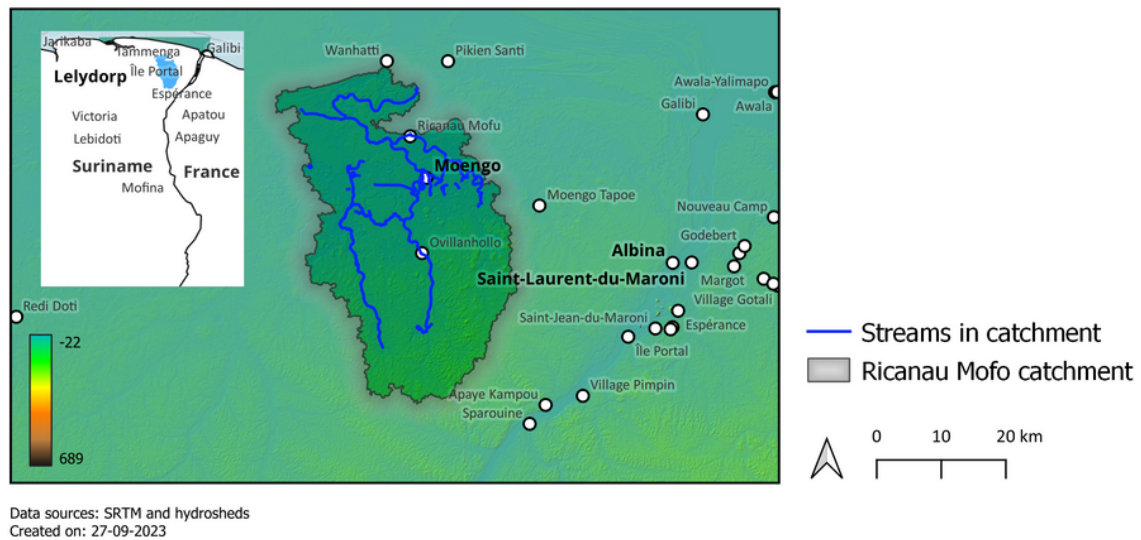 Jarikaba
Galibi
Tammenga
Lelydorp
Île Portal
Espérance
Victoria
Apatou
Lebidoti
Apaguy
Suriname
France
Mofina
Wanhatti
Pikien Santi
Awala-Yalimapo
Galibi
Awala
Ricanau Mofu
Moengo
Moengo Tapoe
Nouveau Camp
Godebert
Ovillanhollo
Albina
Saint-Laurent-du-Maroni
Margot
Village Gotali
Redi Doti
Saint-Jean-du-Maroni
Espérance
Île Portal
Village Pimpin
Apaye Kampou
Sparouine
-22
689
Streams in catchment
Ricanau Mofo catchment
0 10 20 km
Data sources: SRTM and hydrosheds
Created on: 27-09-2023